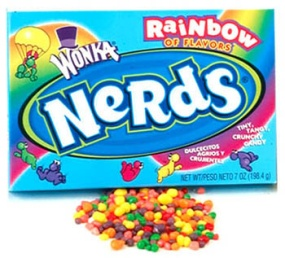 RAINBOW
OF FLAVORS
WONKA
NERDS
TINY,
TANGY,
CRUNCHY
CANDY
DULCECITOS
AGRIOS Y
CRUJIENTES
NET WT/PESO NETO 7 OZ (198.4g)